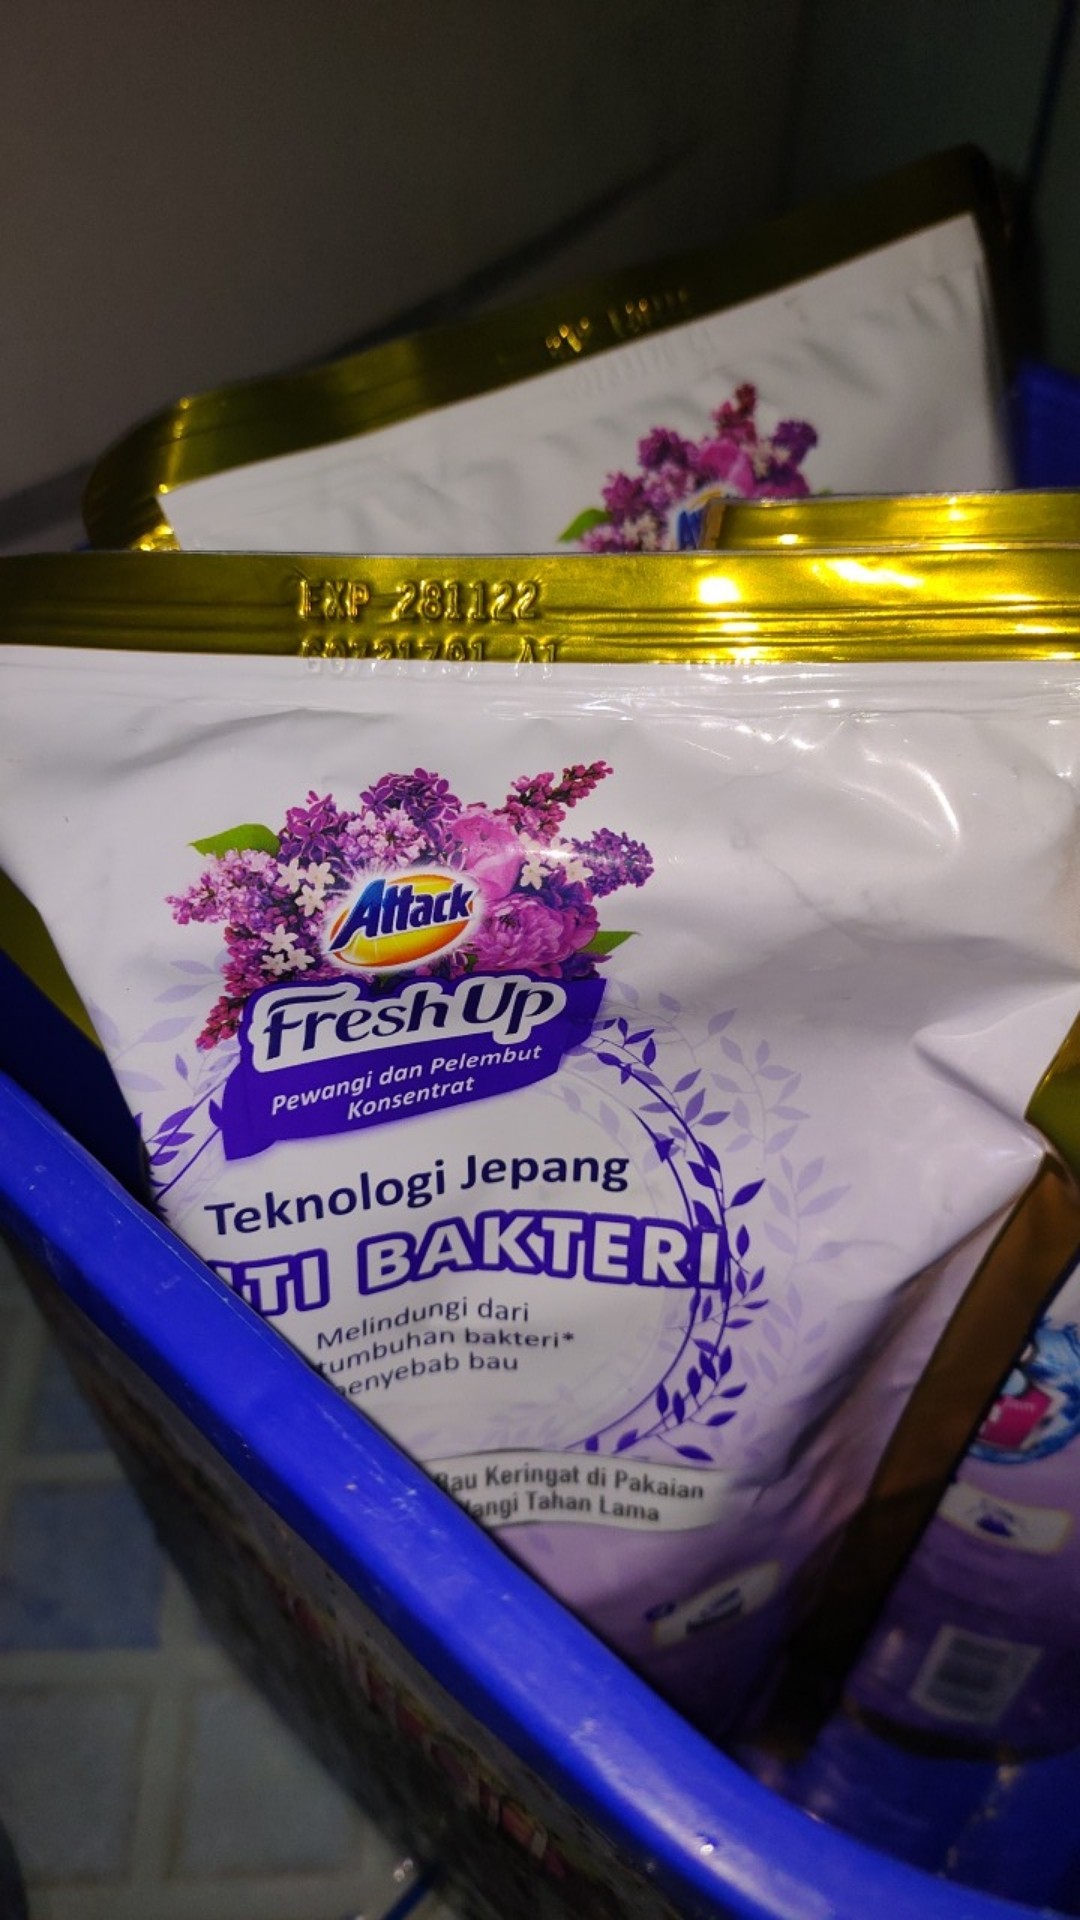 EXP 281122
Attack
Fresh Up
Pewangi dan Pelembut
Konsentrat
Teknologi Jepang
TI BAKTERI
Melindungi dari
tumbuhan bakteri*
penyebab bau
Bau Keringat di Pakaian
Wangi Tahan Lama